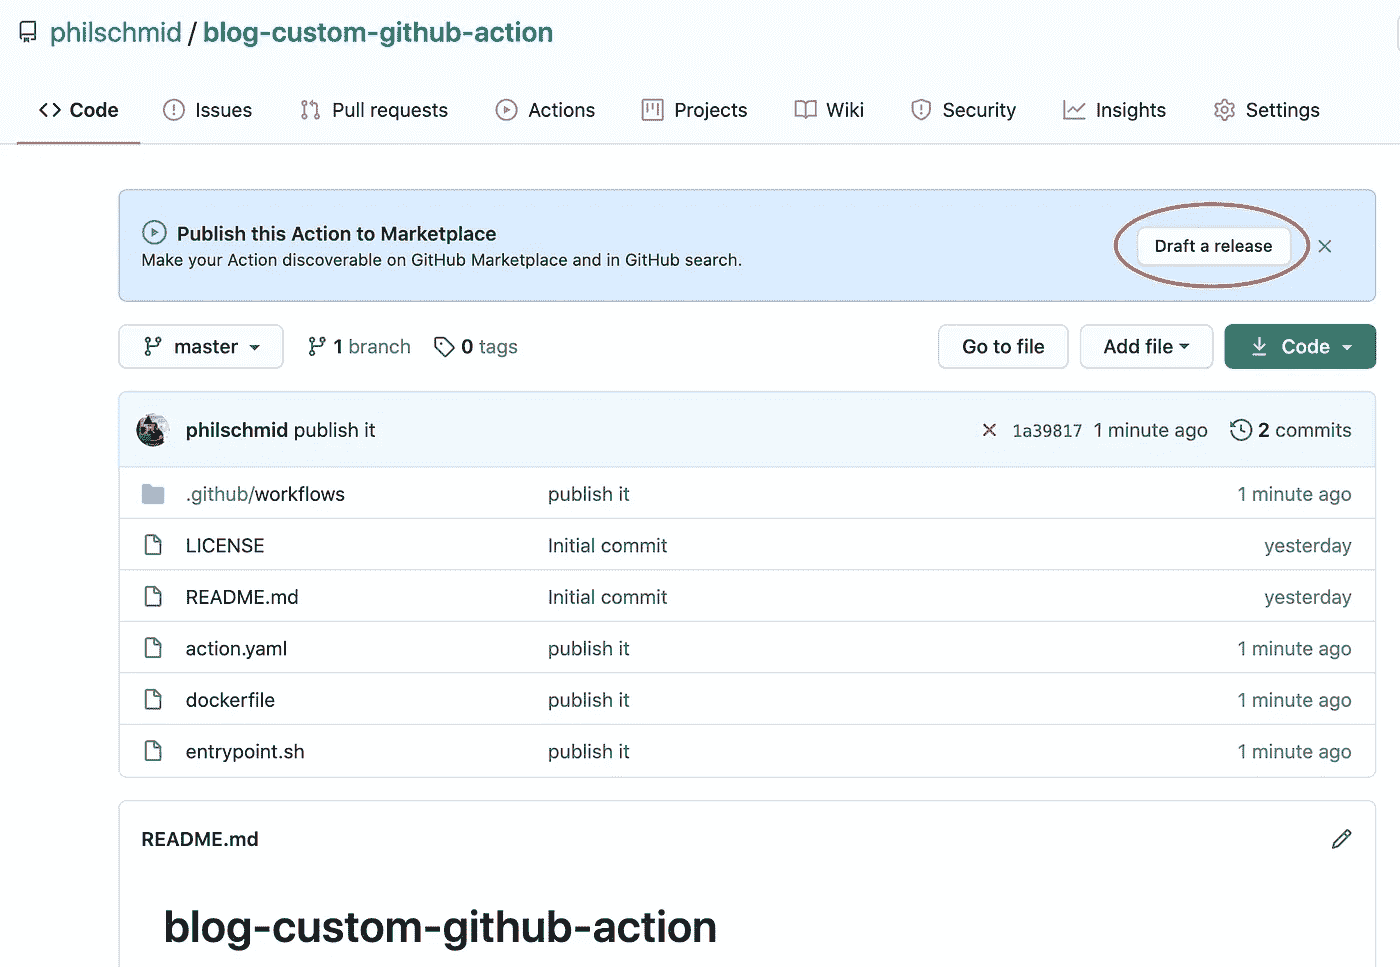 philschmid / blog-custom-github-action
Code Issues Pull requests Actions Projects Wiki Security Insights Settings
Publish this Action to Marketplace
Make your Action discoverable on GitHub Marketplace and in GitHub search.
Draft a release
master 1 branch 0 tags Go to file Add file Code
philschmid publish it 1a39817 1 minute ago 2 commits
.github/workflows publish it 1 minute ago
LICENSE Initial commit yesterday
README.md Initial commit yesterday
action.yaml publish it 1 minute ago
dockerfile publish it 1 minute ago
entrypoint.sh publish it 1 minute ago
README.md
blog-custom-github-action